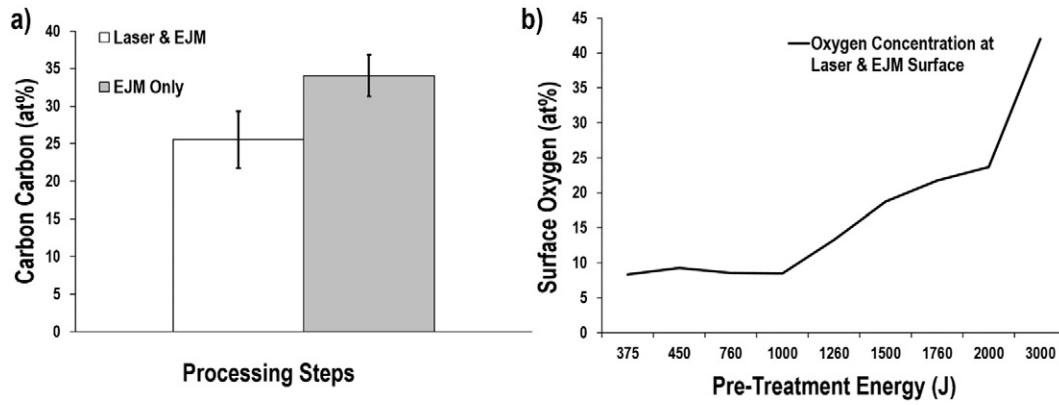 a)
Carbon Carbon (at%)
40
35
30
25
20
15
10
5
0
Laser & EJM
EJM Only
Processing Steps
b)
Surface Oxygen (at%)
45
40
35
30
25
20
15
10
5
0
Oxygen Concentration at
Laser & EJM Surface
375 450 760 1000 1260 1500 1760 2000 3000
Pre-Treatment Energy (J)